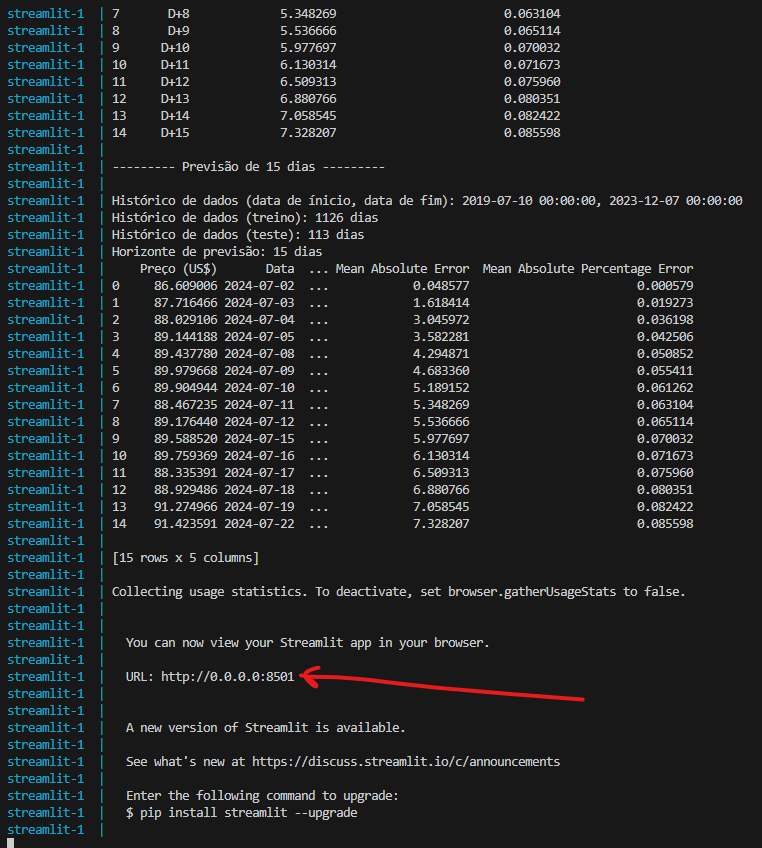 streamlit-1 | 7 D+8 5.348269 0.063104
streamlit-1 | 8 D+9 5.536666 0.065114
streamlit-1 | 9 D+10 5.977697 0.070032
streamlit-1 | 10 D+11 6.130314 0.071673
streamlit-1 | 11 D+12 6.509313 0.075960
streamlit-1 | 12 D+13 6.880766 0.080351
streamlit-1 | 13 D+14 7.058545 0.082422
streamlit-1 | 14 D+15 7.328207 0.085598
streamlit-1 |
streamlit-1 | --------- Previsão de 15 dias ---------
streamlit-1 |
streamlit-1 | Histórico de dados (data de ínicio, data de fim): 2019-07-10 00:00:00, 2023-12-07 00:00:00
streamlit-1 | Histórico de dados (treino): 1126 dias
streamlit-1 | Histórico de dados (teste): 113 dias
streamlit-1 | Horizonte de previsão: 15 dias
streamlit-1 | Preço (US$) Data ... Mean Absolute Error Mean Absolute Percentage Error
streamlit-1 | 0 86.609006 2024-07-02 ... 0.048577 0.000579
streamlit-1 | 1 87.716466 2024-07-03 ... 1.618414 0.019273
streamlit-1 | 2 88.029106 2024-07-04 ... 3.045972 0.036198
streamlit-1 | 3 89.144188 2024-07-05 ... 3.582281 0.042506
streamlit-1 | 4 89.437780 2024-07-08 ... 4.294871 0.050852
streamlit-1 | 5 89.979668 2024-07-09 ... 4.683360 0.055411
streamlit-1 | 6 89.904944 2024-07-10 ... 5.189152 0.061262
streamlit-1 | 7 88.467235 2024-07-11 ... 5.348269 0.063104
streamlit-1 | 8 89.176440 2024-07-12 ... 5.536666 0.065114
streamlit-1 | 9 89.588520 2024-07-15 ... 5.977697 0.070032
streamlit-1 | 10 89.759369 2024-07-16 ... 6.130314 0.071673
streamlit-1 | 11 88.335391 2024-07-17 ... 6.509313 0.075960
streamlit-1 | 12 88.929486 2024-07-18 ... 6.880766 0.080351
streamlit-1 | 13 91.274966 2024-07-19 ... 7.058545 0.082422
streamlit-1 | 14 91.423591 2024-07-22 ... 7.328207 0.085598
streamlit-1 |
streamlit-1 | [15 rows x 5 columns]
streamlit-1 |
streamlit-1 | Collecting usage statistics. To deactivate, set browser.gatherUsageStats to false.
streamlit-1 |
streamlit-1 |
streamlit-1 | You can now view your Streamlit app in your browser.
streamlit-1 |
streamlit-1 | URL: http://0.0.0.0:8501
streamlit-1 |
streamlit-1 |
streamlit-1 | A new version of Streamlit is available.
streamlit-1 |
streamlit-1 | See what's new at https://discuss.streamlit.io/c/announcements
streamlit-1 |
streamlit-1 | Enter the following command to upgrade:
streamlit-1 | $ pip install streamlit --upgrade
streamlit-1 |